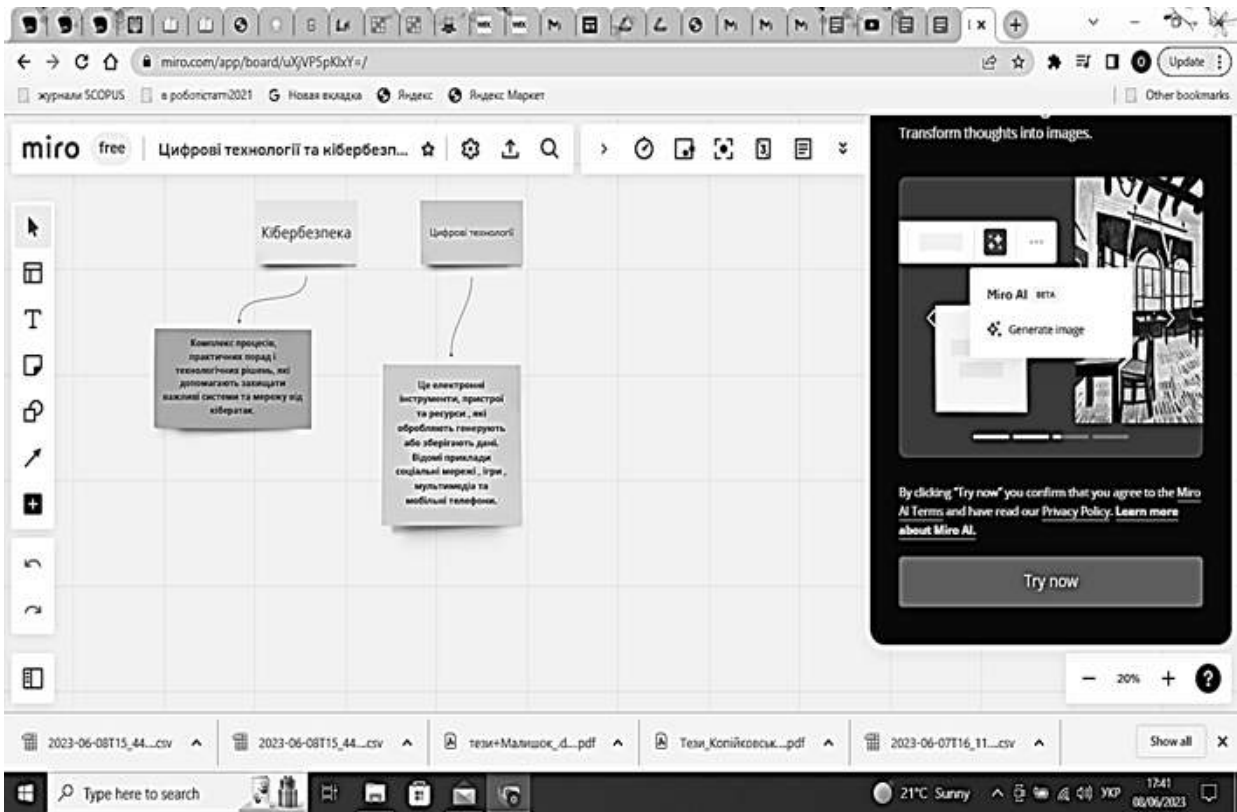 miro.com/app/board/uXjVP5pKlxY=/
Update
журнали SCOPUS
в роботістатті2021
Новая вкладка
Яндекс
Яндекс Маркет
Other bookmarks
miro free Цифрові технології та кібербезп...
3
Transform thoughts into images.
Miro AI BETA
Generate image
By clicking "Try now" you confirm that you agree to the Miro
AI Terms and have read our Privacy Policy. Learn more
about Miro AI.
Try now
Кібербезпека
Цифрові технології
Комплекс процесів,
практичних порад і
технологічних рішень, які
допомагають захищати
важливі системи та мережу від
кібератак.
Це електронні
інструменти, пристрої
та ресурси , які
обробляють генерують
або зберігають дані.
Відомі приклади
соціальні мережі , ігри ,
мультимедіа та
мобільні телефони.
20%
2023-06-08T15_44....csv
2023-06-08T15_44....csv
тези+Малишок_.d....pdf
Тези_Копійковськ....pdf
2023-06-07T16_11....csv
Show all
Type here to search
21°C Sunny
УКР
17:41
08/06/2023